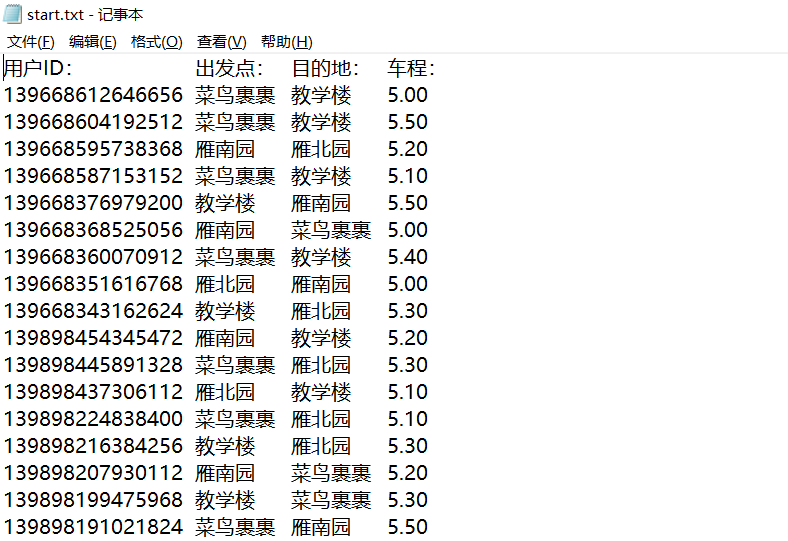 start.txt - 记事本
文件(F) 编辑(E) 格式(O) 查看(V) 帮助(H)
用户ID： 出发点： 目的地： 车程：
139668612646656 菜鸟裹裹 教学楼 5.00
139668604192512 菜鸟裹裹 教学楼 5.50
139668595738368 雁南园 雁北园 5.20
139668587153152 菜鸟裹裹 教学楼 5.10
139668376979200 教学楼 雁南园 5.50
139668368525056 雁南园 菜鸟裹裹 5.00
139668360070912 菜鸟裹裹 教学楼 5.40
139668351616768 雁北园 雁南园 5.00
139668343162624 教学楼 雁北园 5.30
139898454345472 雁南园 教学楼 5.20
139898445891328 菜鸟裹裹 雁北园 5.30
139898437306112 雁北园 教学楼 5.10
139898224838400 菜鸟裹裹 雁北园 5.10
139898216384256 教学楼 雁北园 5.30
139898207930112 雁南园 菜鸟裹裹 5.20
139898199475968 教学楼 菜鸟裹裹 5.30
139898191021824 菜鸟裹裹 雁南园 5.50